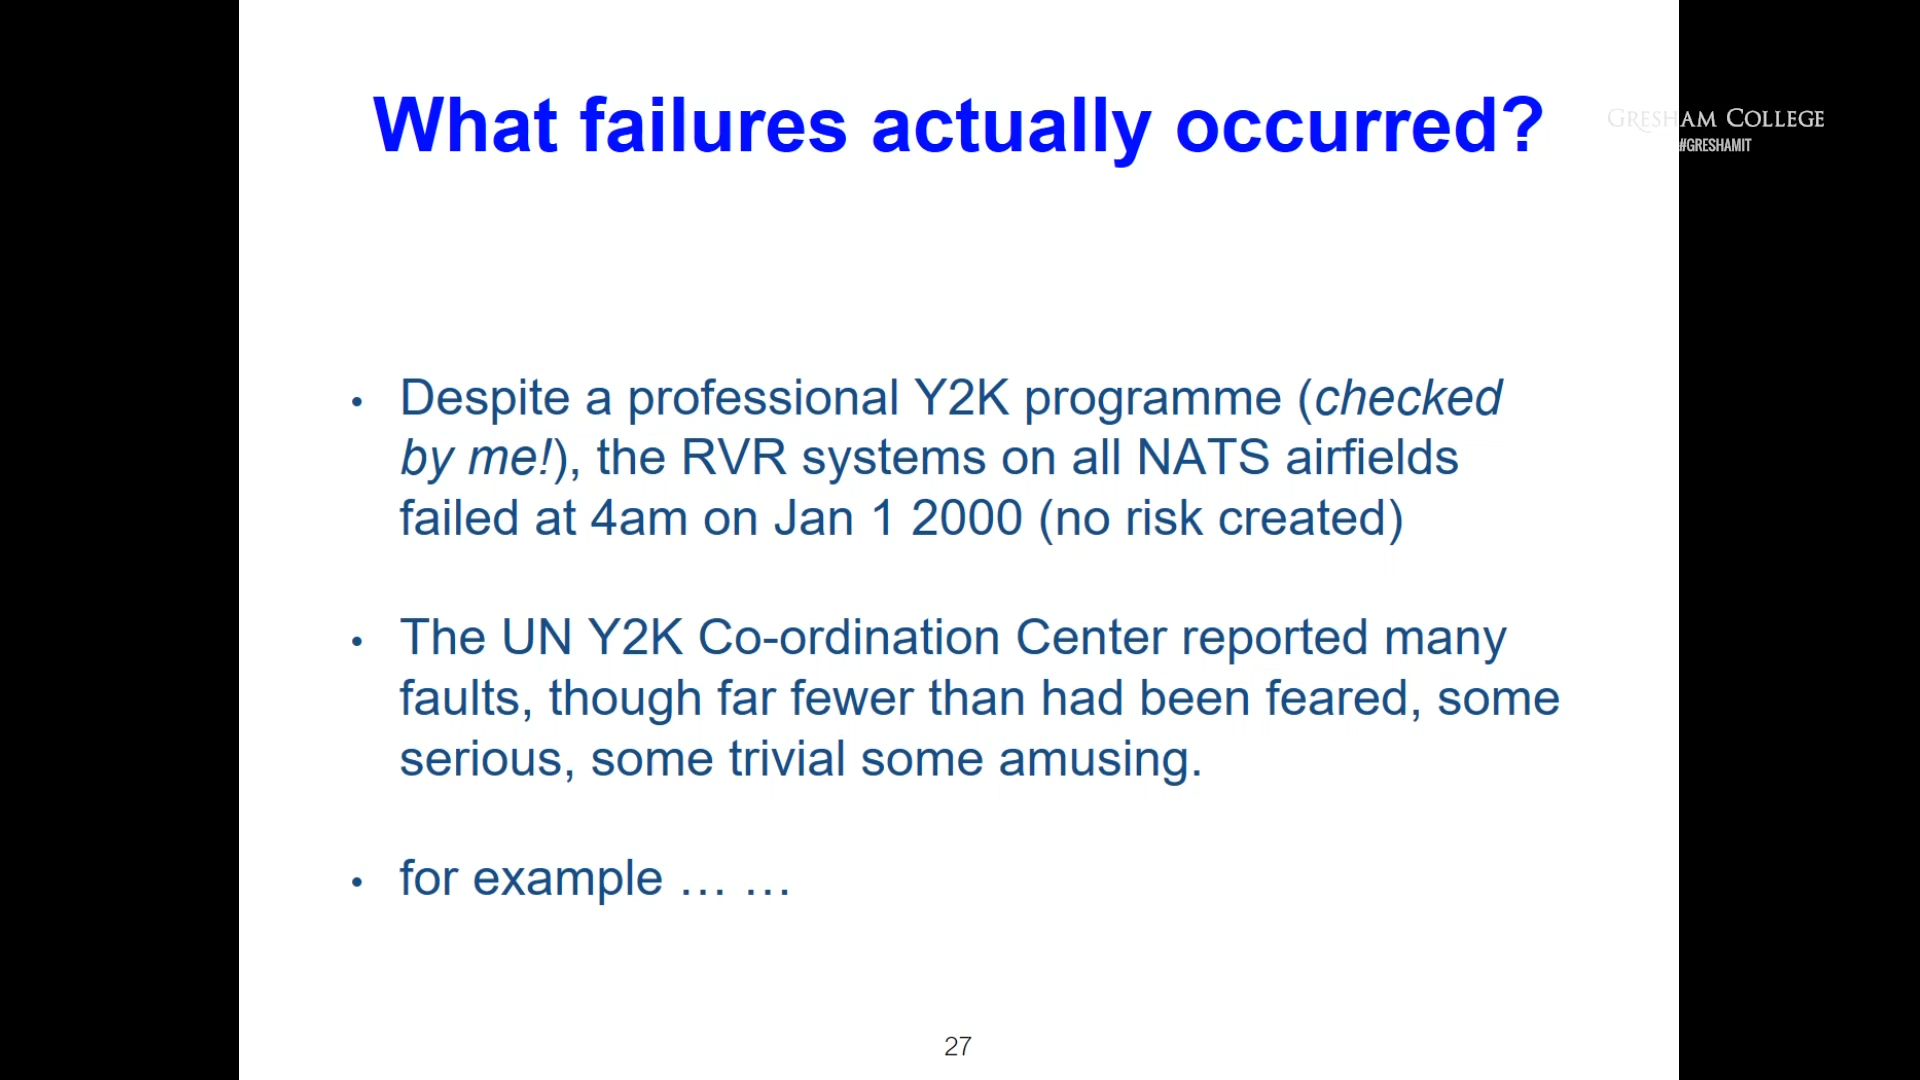 What failures actually occurred?
GRESHAM COLLEGE
#GRESHAMIT
• Despite a professional Y2K programme (checked
by me!), the RVR systems on all NATS airfields
failed at 4am on Jan 1 2000 (no risk created)
• The UN Y2K Co-ordination Center reported many
faults, though far fewer than had been feared, some
serious, some trivial some amusing.
• for example … …
27